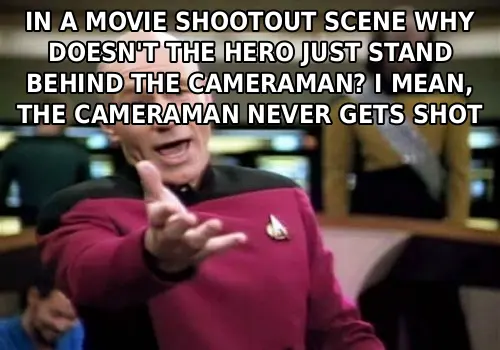 IN A MOVIE SHOOTOUT SCENE WHY
DOESN'T THE HERO JUST STAND
BEHIND THE CAMERAMAN? I MEAN,
THE CAMERAMAN NEVER GETS SHOT